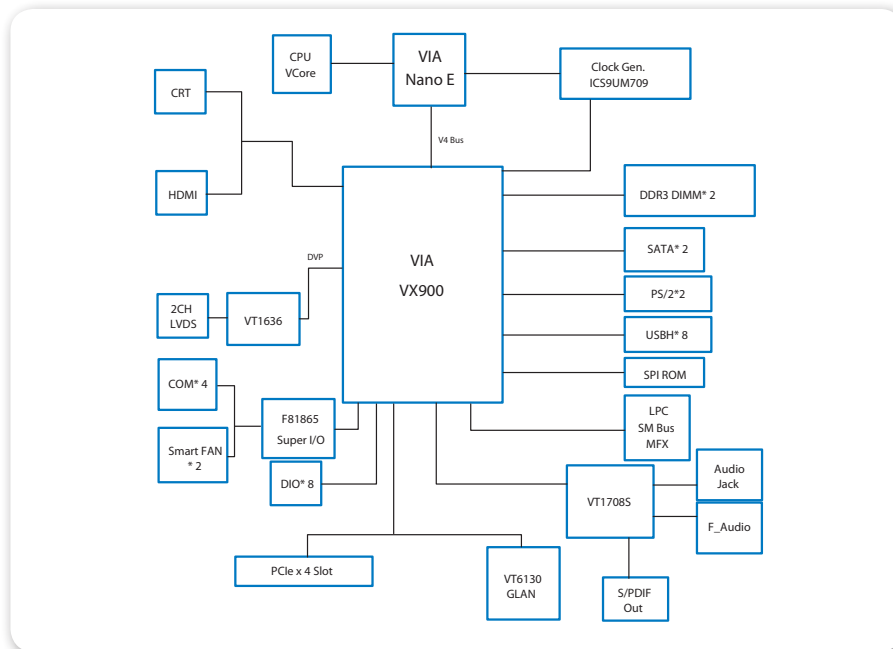 CPU
VCore
VIA
Nano E
Clock Gen.
ICS9UM709
CRT
V4 Bus
HDMI
DDR3 DIMM* 2
VIA
VX900
SATA* 2
DVP
PS/2*2
2CH
LVDS
VT1636
USBH* 8
SPI ROM
COM* 4
F81865
Super I/O
LPC
SM Bus
MFX
Smart FAN
* 2
DIO* 8
Audio
Jack
VT1708S
F_Audio
PCIe x 4 Slot
VT6130
GLAN
S/PDIF
Out